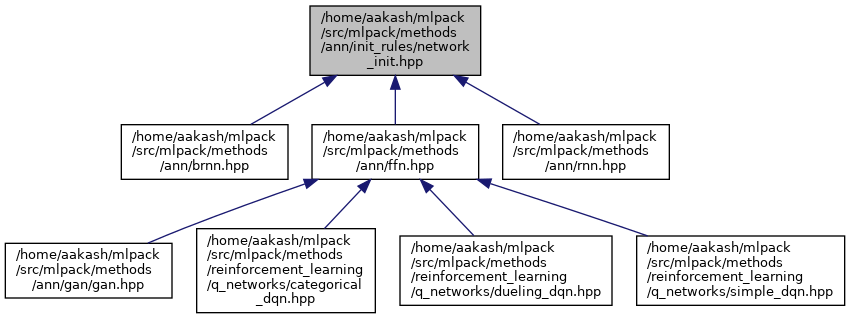 /home/aakash/mlpack
/src/mlpack/methods
/ann/init_rules/network
_init.hpp
/home/aakash/mlpack
/src/mlpack/methods
/ann/brnn.hpp
/home/aakash/mlpack
/src/mlpack/methods
/ann/ffn.hpp
/home/aakash/mlpack
/src/mlpack/methods
/ann/rnn.hpp
/home/aakash/mlpack
/src/mlpack/methods
/ann/gan/gan.hpp
/home/aakash/mlpack
/src/mlpack/methods
/reinforcement_learning
/q_networks/categorical
_dqn.hpp
/home/aakash/mlpack
/src/mlpack/methods
/reinforcement_learning
/q_networks/dueling_dqn.hpp
/home/aakash/mlpack
/src/mlpack/methods
/reinforcement_learning
/q_networks/simple_dqn.hpp